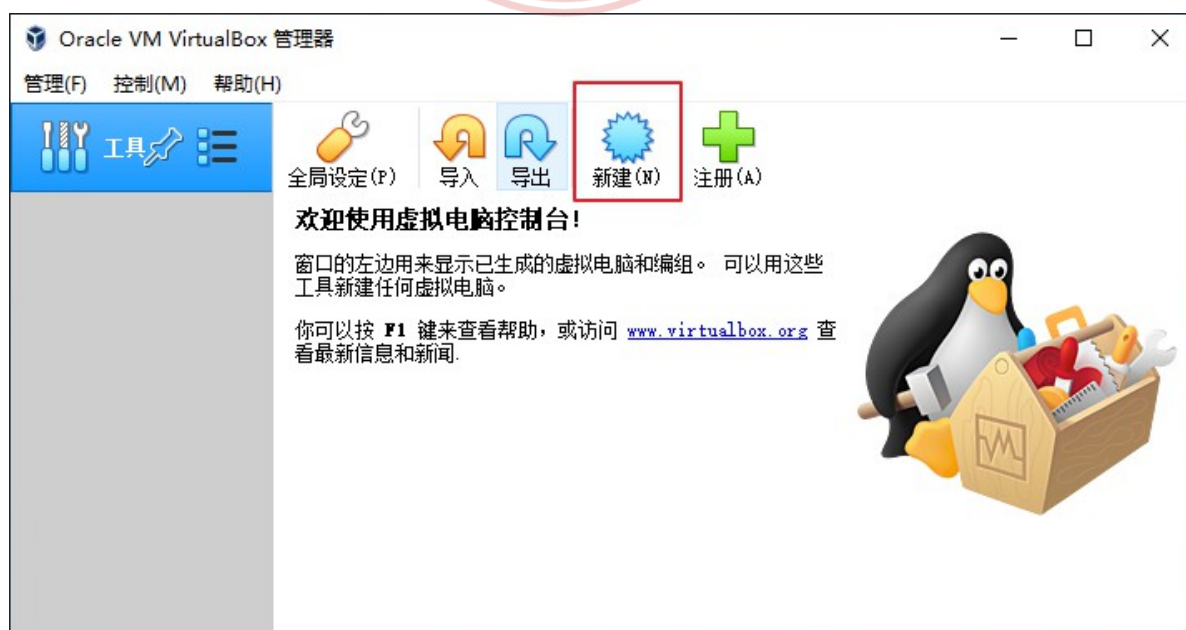 Oracle VM VirtualBox 管理器
管理(F) 控制(M) 帮助(H)
工具
全局设定(P) 导入 导出 新建(N) 注册(A)
欢迎使用虚拟电脑控制台!
窗口的左边用来显示已生成的虚拟电脑和编组。 可以用这些
工具新建任何虚拟电脑。
你可以按 F1 键来查看帮助,或访问 www.virtualbox.org 查
看最新信息和新闻.